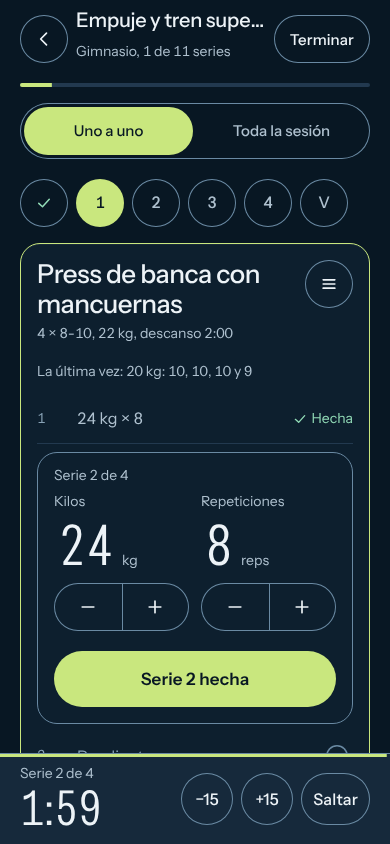 Empuje y tren supe...
Gimnasio, 1 de 11 series
Terminar
Uno a uno
Toda la sesión
1
2
3
4
V
Press de banca con
mancuernas
4 × 8-10, 22 kg, descanso 2:00
La última vez: 20 kg: 10, 10, 10 y 9
1
24 kg × 8
Hecha
Serie 2 de 4
Kilos
Repeticiones
24 kg
8 reps
Serie 2 hecha
Serie 2 de 4
1:59
−15
+15
Saltar